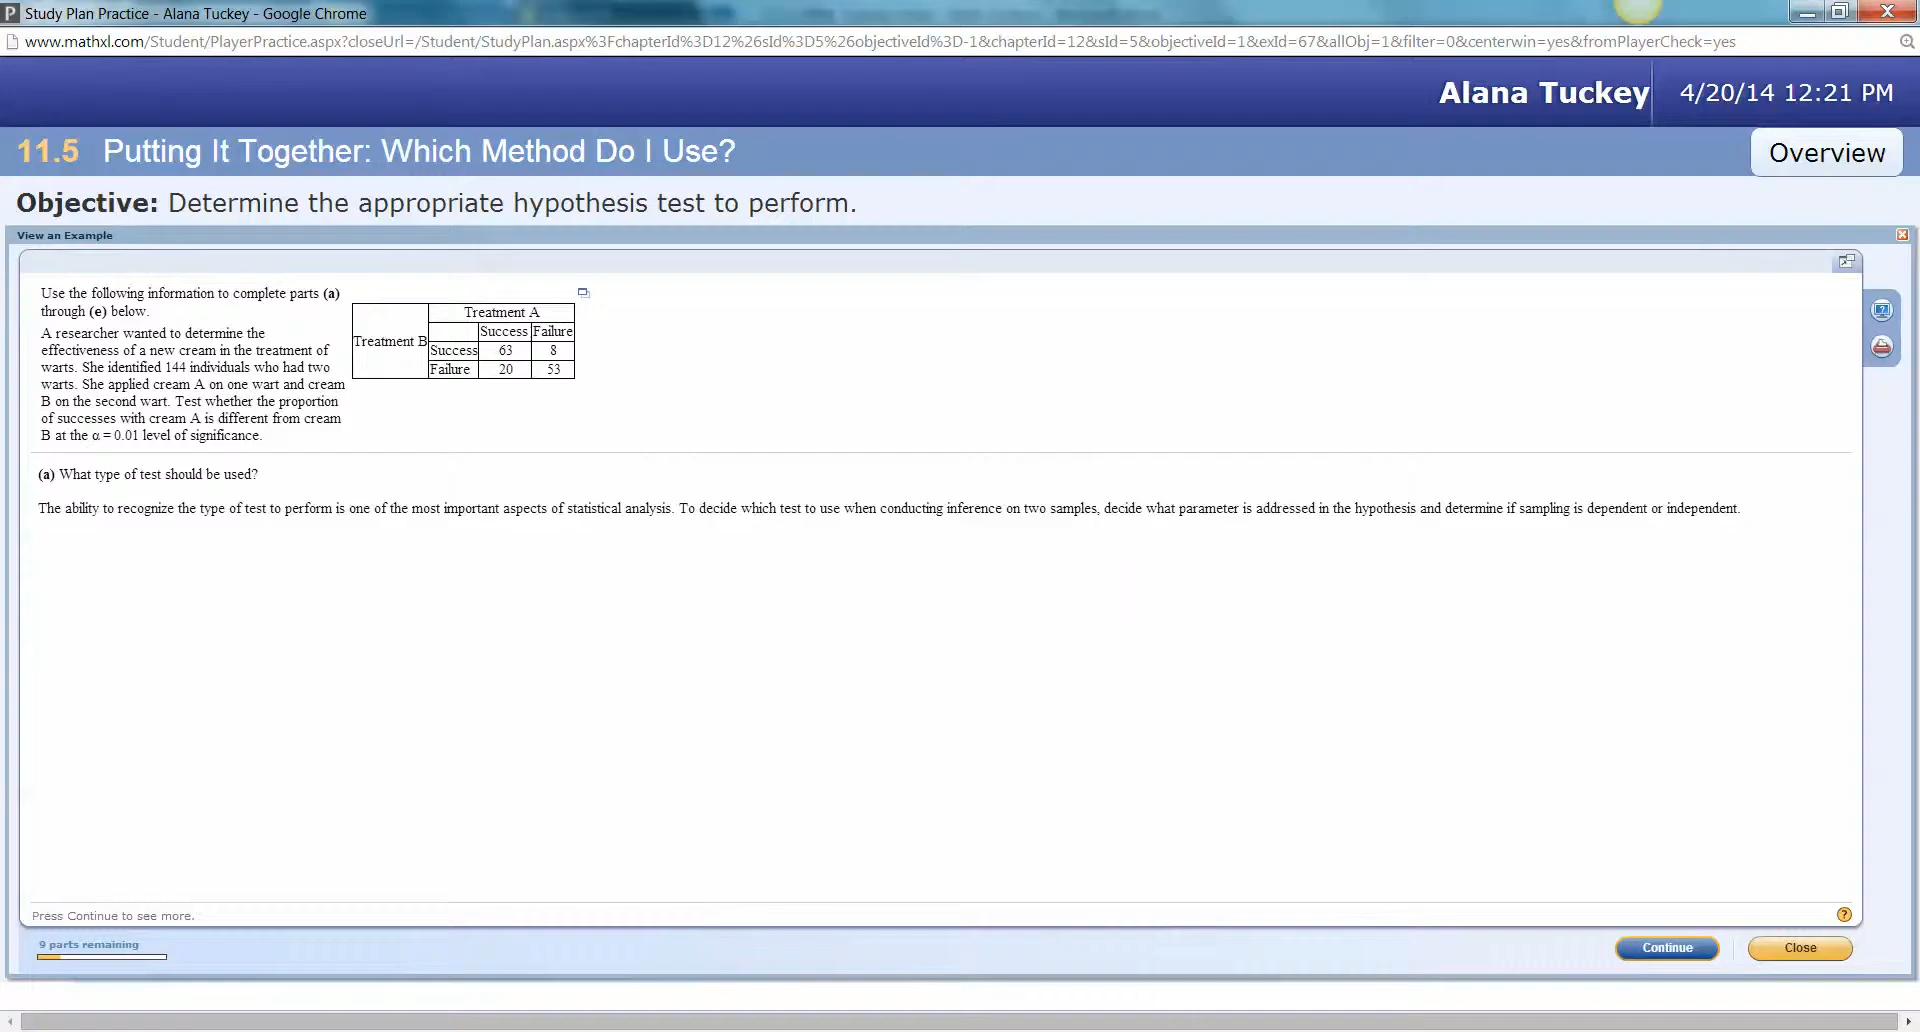 Study Plan Practice - Alana Tuckey - Google Chrome
www.mathxl.com/Student/PlayerPractice.aspx?closeUrl=/Student/StudyPlan.aspx%3FchapterId%3D12%26sId%3D5%26objectiveId%3D-1&chapterId=12&sId=5&objectiveId=1&exId=67&allObj=1&filter=0&centerwin=yes&fromPlayerCheck=yes
Alana Tuckey 4/20/14 12:21 PM
11.5 Putting It Together: Which Method Do I Use?
Overview
Objective: Determine the appropriate hypothesis test to perform.
View an Example
Use the following information to complete parts (a)
through (e) below.
A researcher wanted to determine the
effectiveness of a new cream in the treatment of
warts. She identified 144 individuals who had two
warts. She applied cream A on one wart and cream
B on the second wart. Test whether the proportion
of successes with cream A is different from cream
B at the α = 0.01 level of significance.
Treatment A
Success Failure
Treatment B
Success 63 8
Failure 20 53
(a) What type of test should be used?
The ability to recognize the type of test to perform is one of the most important aspects of statistical analysis. To decide which test to use when conducting inference on two samples, decide what parameter is addressed in the hypothesis and determine if sampling is dependent or independent.
Press Continue to see more.
?
9 parts remaining
Continue
Close